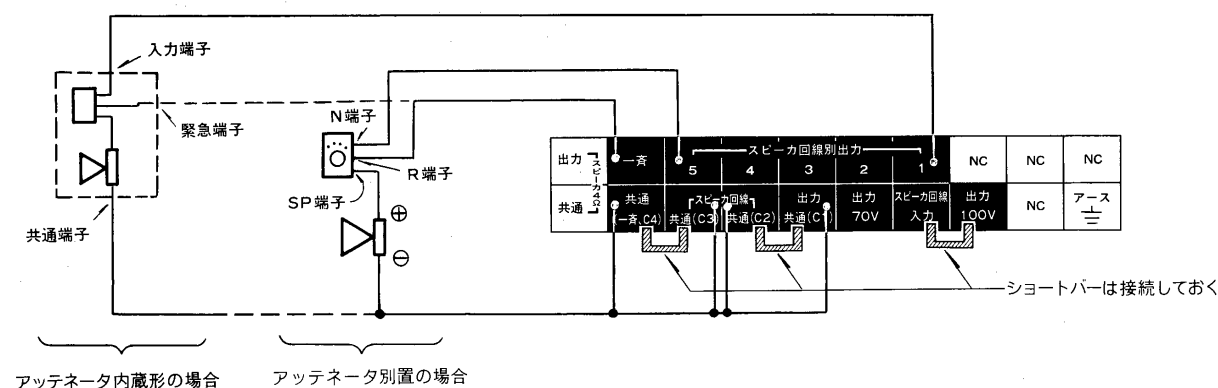 入力端子
緊急端子
N端子
R端子
SP端子
共通端子
⊕
⊖
出力
共通
スピーカ4Ω
一斉
スピーカ回線別出力
5 4 3 2 1
NC NC NC
共通
(一斉、C4)
スピーカ回線
共通(C3) 共通(C2)
出力
共通(C1)
出力
70V
スピーカ回線
入力
出力
100V
NC
アース
ショートバーは接続しておく
アッテネータ内蔵形の場合
アッテネータ別置の場合